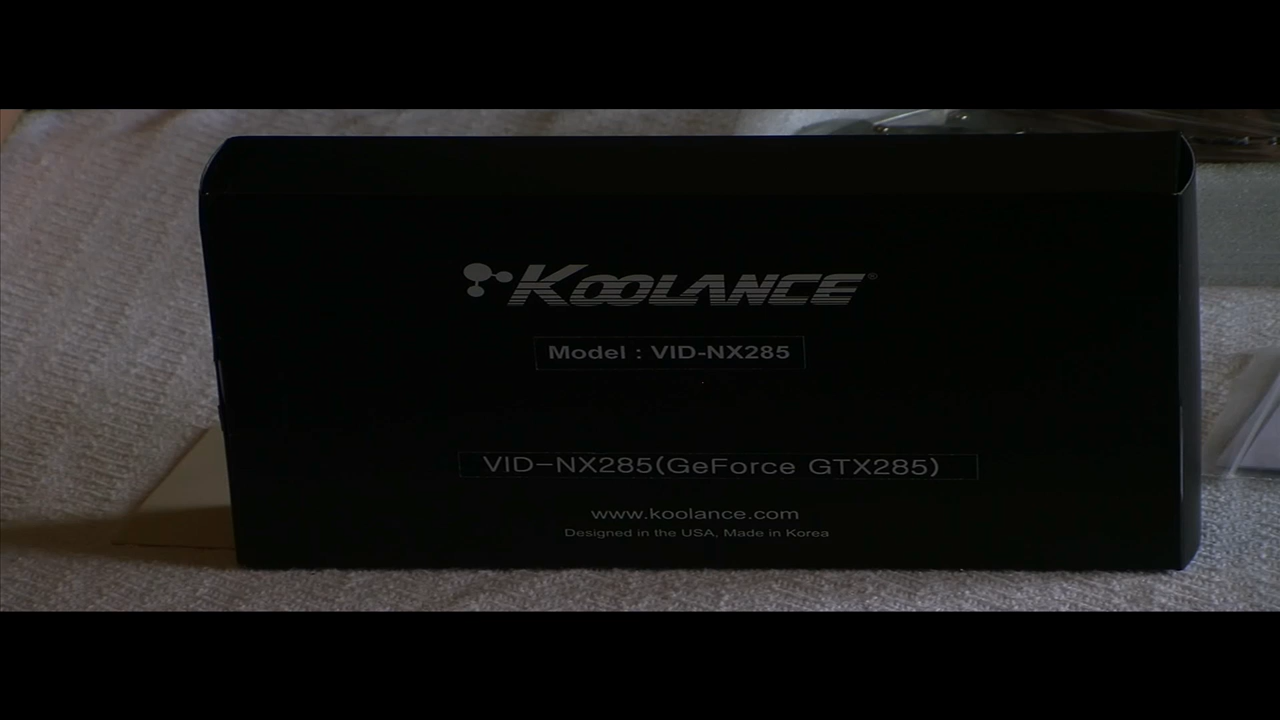 KOOLANCE®
Model : VID-NX285
VID-NX285(GeForce GTX285)
www.koolance.com
Designed in the USA, Made in Korea